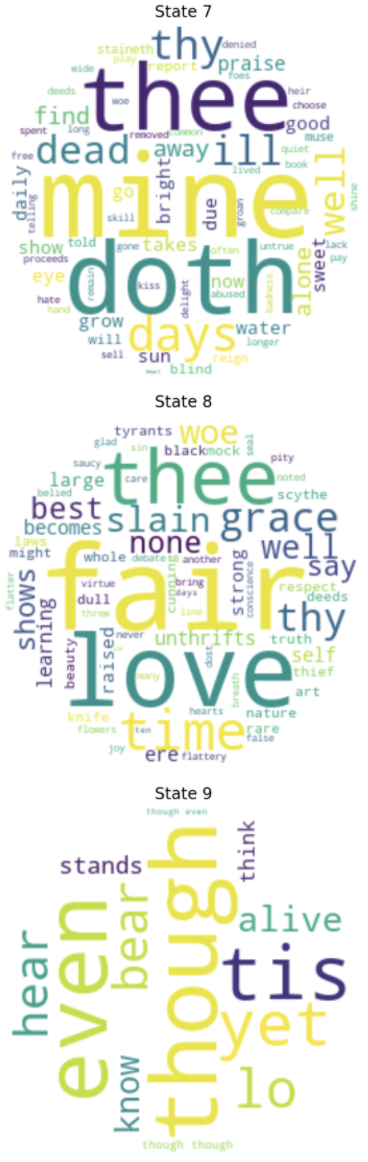 State 7
staineth
thy
denied
play
report
praise
wide
deeds
foes
thee
heir
woe
choose
find
good
spent
long
removed
common
muse
dead
away
ill
quiet
free
lived
book
daily
mine
well
telling
go
bright
due
groan
compare
shine
skill
show
told
gone
takes
often
untrue
sweet
lack
proceeds
pay
eye
remain
doth
kiss
delight
now
abused
badness
alone
hate
hand
grow
days
water
will
longer
sell
sun
reign
blind
State 8
tyrants
woe
glad
sin
black
mock
seal
saucy
care
thee
pity
large
noted
belied
scythe
best
slain
grace
becomes
laws
none
well
might
whole
debate
another
say
flatter
shows
virtue
fair
cunning
bring
days
strong
conscience
respect
dull
deeds
learning
threw
line
thy
beauty
raised
never
love
unthrifts
truth
self
many
dost
thief
breath
art
knife
time
hearts
nature
flowers
ten
rare
false
joy
ere
flattery
State 9
though even
stands
think
though
even
bear
alive
hear
tis
yet
know
lo
though though